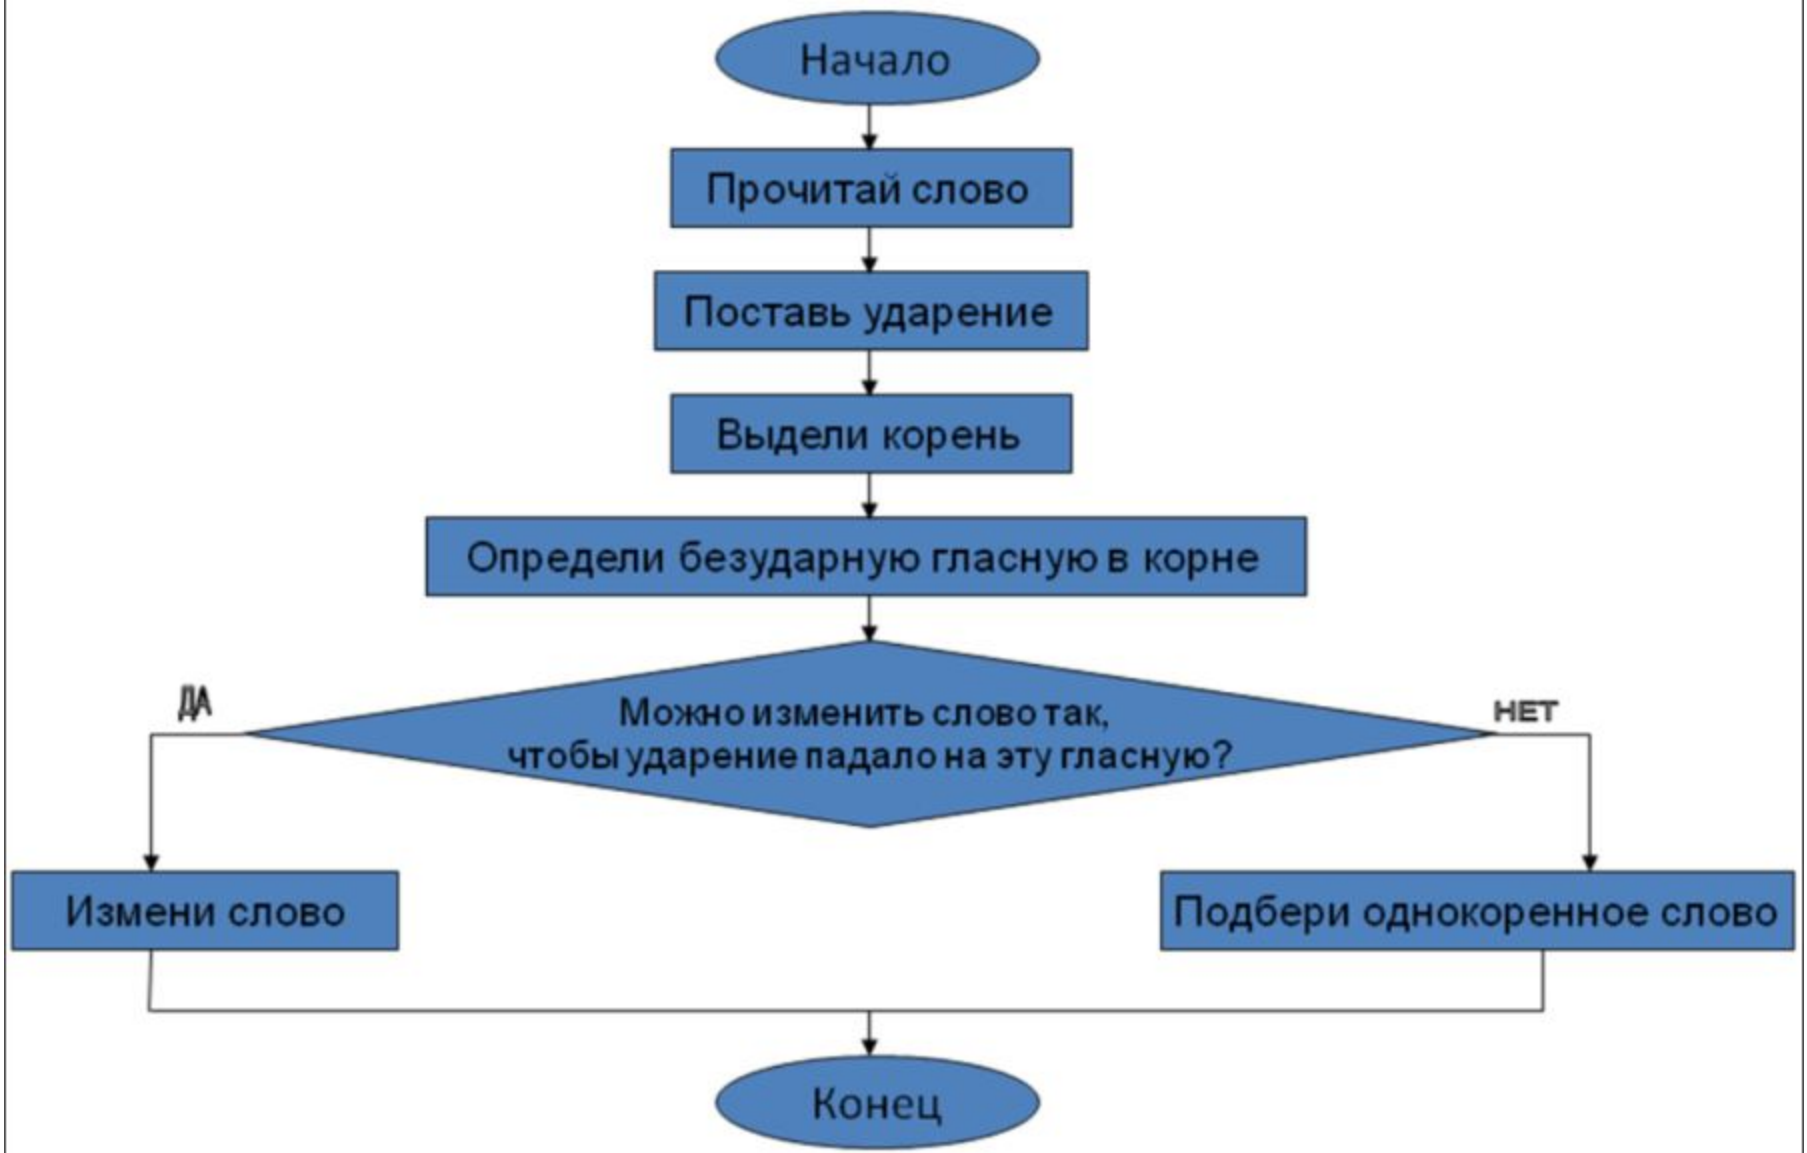 Начало
Прочитай слово
Поставь ударение
Выдели корень
Определи безударную гласную в корне
Можно изменить слово так,
чтобы ударение падало на эту гласную?
ДА
НЕТ
Измени слово
Подбери однокоренное слово
Конец